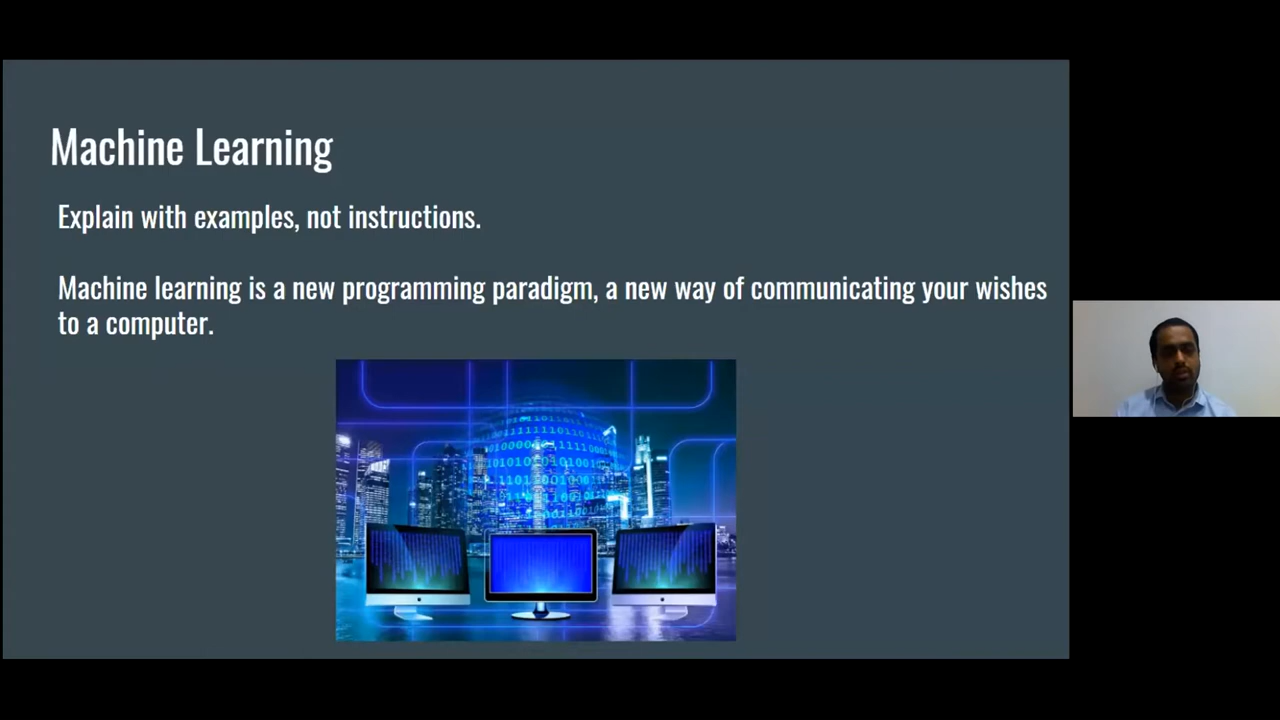 Machine Learning
Explain with examples, not instructions.
Machine learning is a new programming paradigm, a new way of communicating your wishes
to a computer.